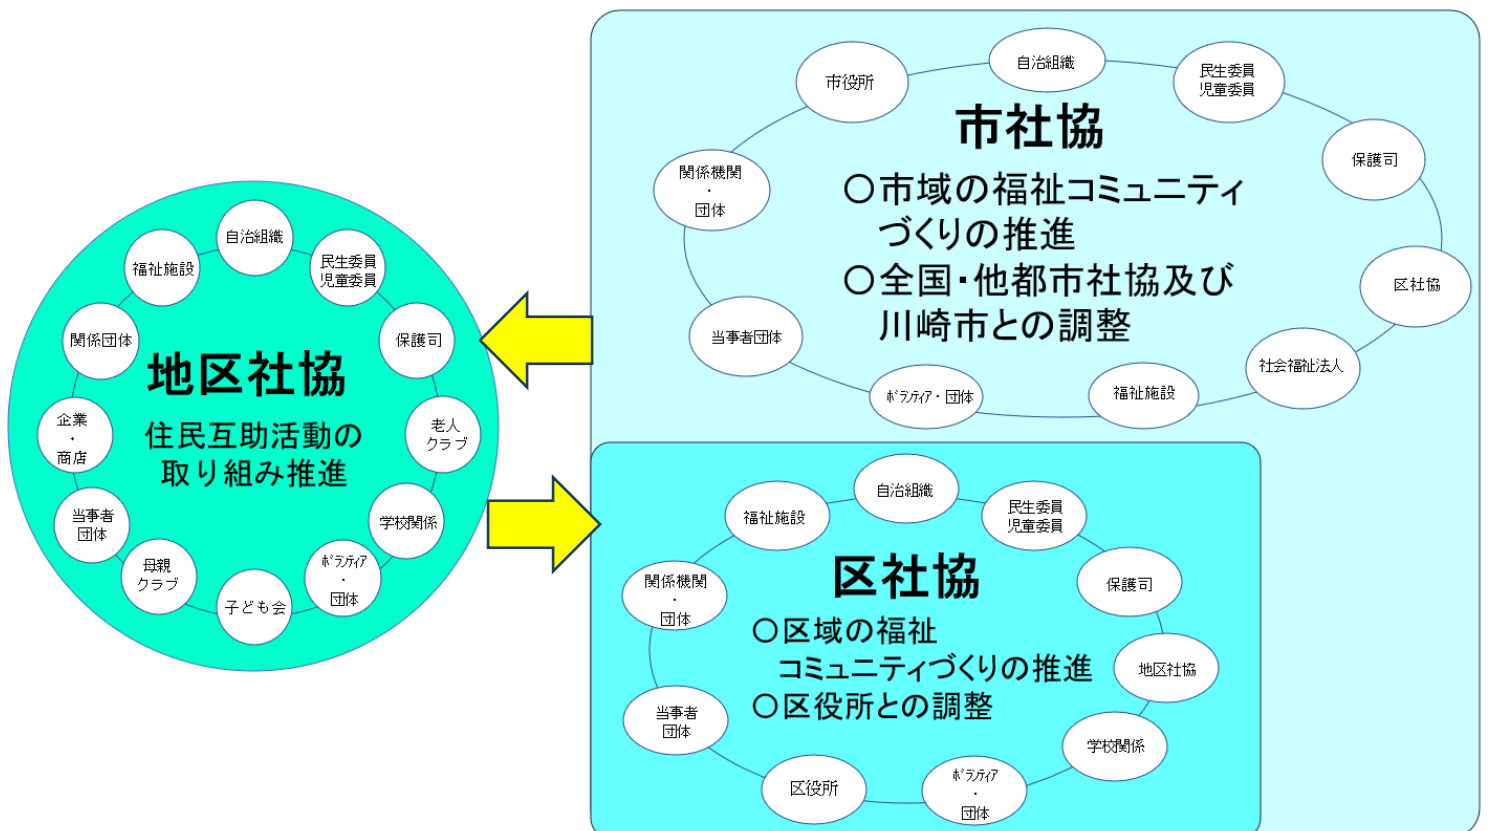 自治組織
民生委員
児童委員
保護司
老人
クラブ
学校関係
ﾎﾞﾗﾝﾃｨｱ
・
団体
子ども会
母親
クラブ
当事者
団体
企業
・
商店
関係団体
福祉施設
地区社協
住民互助活動の
取り組み推進
市役所
自治組織
民生委員
児童委員
保護司
区社協
社会福祉法人
福祉施設
ﾎﾞﾗﾝﾃｨｱ・団体
当事者団体
関係機関
・
団体
市社協
○市域の福祉コミュニティ
づくりの推進
○全国・他都市社協及び
川崎市との調整
福祉施設
自治組織
民生委員
児童委員
保護司
地区社協
学校関係
ﾎﾞﾗﾝﾃｨｱ
・
団体
区役所
当事者
団体
関係機関
・
団体
区社協
○区域の福祉
コミュニティづくりの推進
○区役所との調整